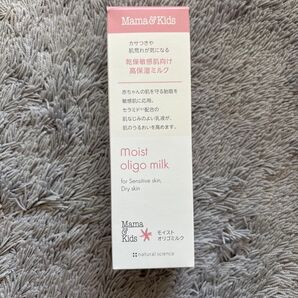 Mama&Kids
カサつきや
肌荒れが気になる
乾燥敏感肌向け
高保湿ミルク
赤ちゃんの肌を守る胎脂を
敏感肌に応用。
セラミド配合の
肌なじみのよい乳液が、
肌のうるおいを高めます。
moist
oligo milk
for Sensitive skin,
Dry skin
Mama
& Kids
モイスト
オリゴミルク
natural science